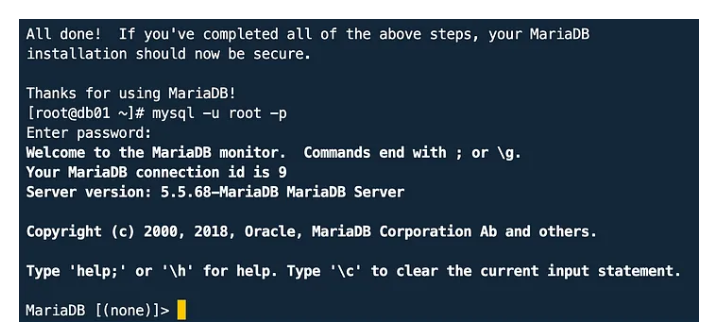 All done!  If you've completed all of the above steps, your MariaDB
installation should now be secure.
Thanks for using MariaDB!
[root@db01 ~]# mysql -u root -p
Enter password:
Welcome to the MariaDB monitor.  Commands end with ; or \g.
Your MariaDB connection id is 9
Server version: 5.5.68-MariaDB MariaDB Server
Copyright (c) 2000, 2018, Oracle, MariaDB Corporation Ab and others.
Type 'help;' or '\h' for help. Type '\c' to clear the current input statement.
MariaDB [(none)]>